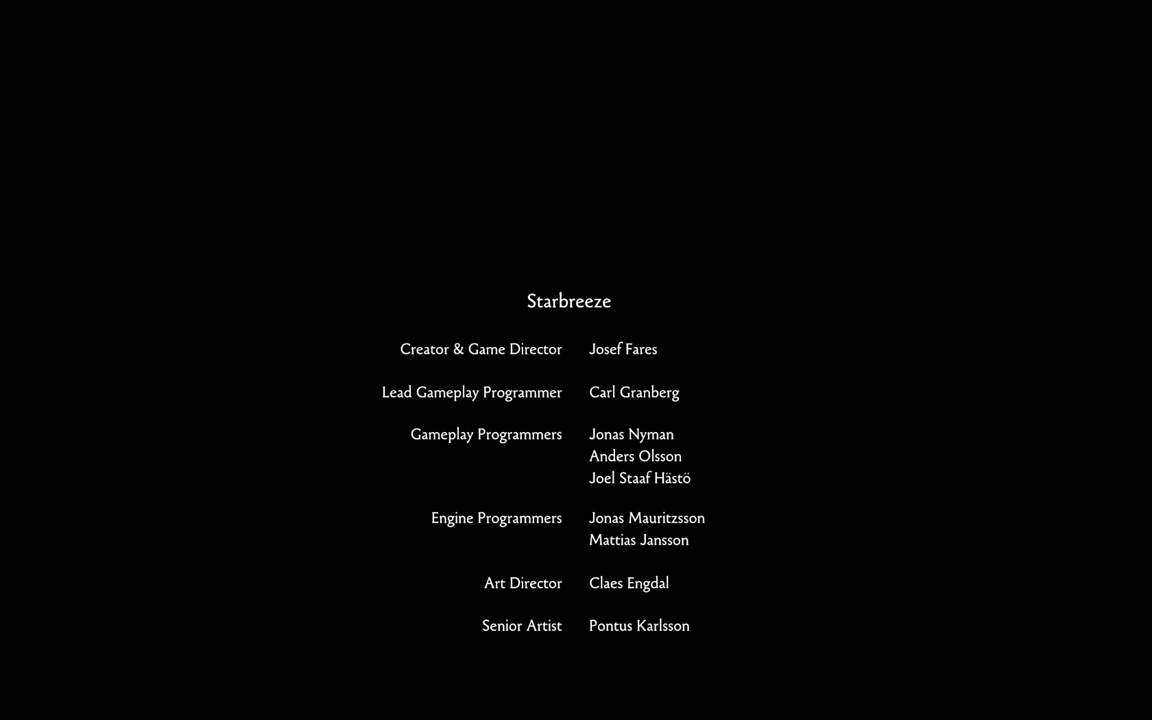 Starbreeze
Creator & Game Director Josef Fares
Lead Gameplay Programmer Carl Granberg
Gameplay Programmers Jonas Nyman
Anders Olsson
Joel Staaf Hästö
Engine Programmers Jonas Mauritzsson
Mattias Jansson
Art Director Claes Engdal
Senior Artist Pontus Karlsson